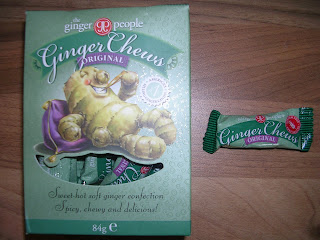 the ginger people
Ginger Chews
ORIGINAL
Sweet-hot soft ginger confection
Spicy, chewy and delicious!
84g e
Ginger Chews
ORIGINAL